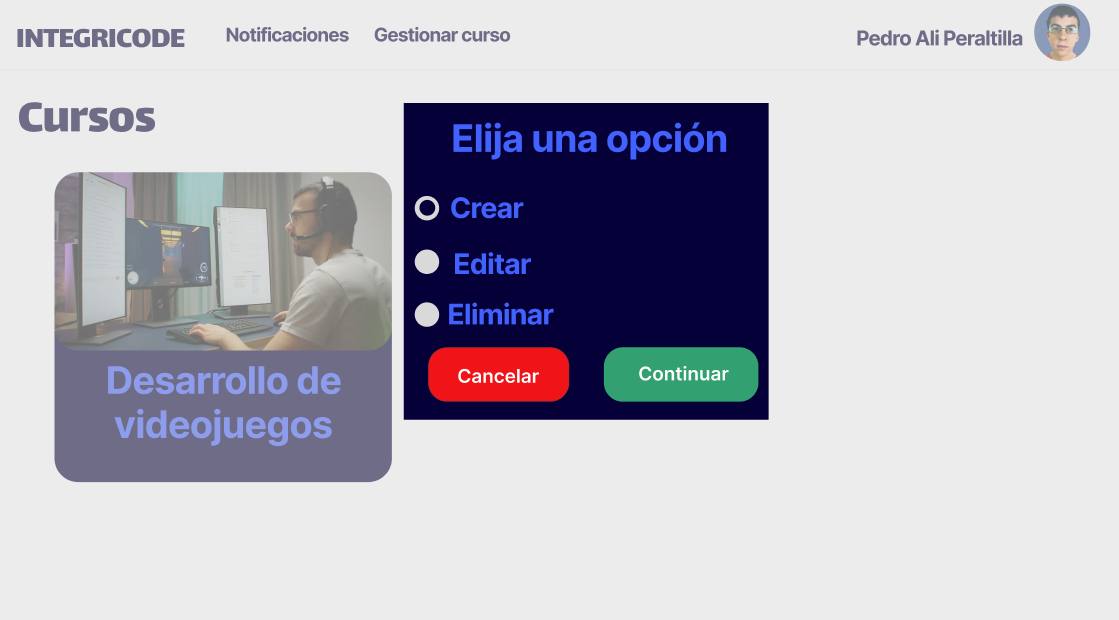 INTEGRICODE
Notificaciones
Gestionar curso
Pedro Ali Peraltilla
Cursos
Desarrollo de
videojuegos
Elija una opción
Crear
Editar
Eliminar
Cancelar
Continuar